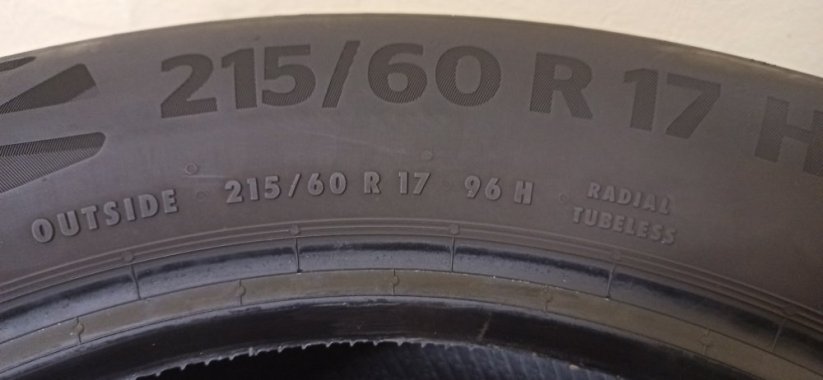 215/60 R 17 H
OUTSIDE 215/60 R 17 96 H RADIAL
TUBELESS